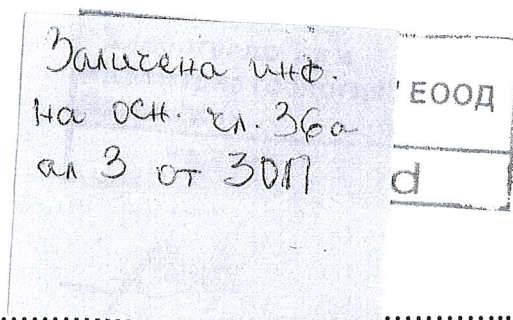 Заличена инф.
на осн. чл. 36а
ал 3 от ЗОП
' ЕООД
d